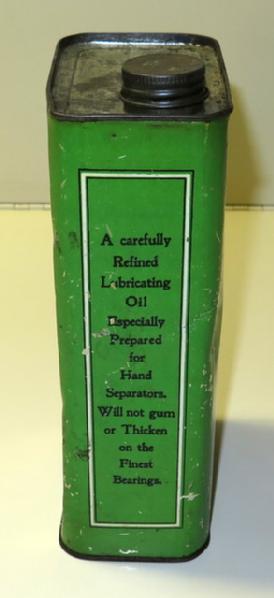 A carefully
Refined
Lubricating
Oil
Especially
Prepared
for
Hand
Separators.
Will not gum
or Thicken
on the
Finest
Bearings.